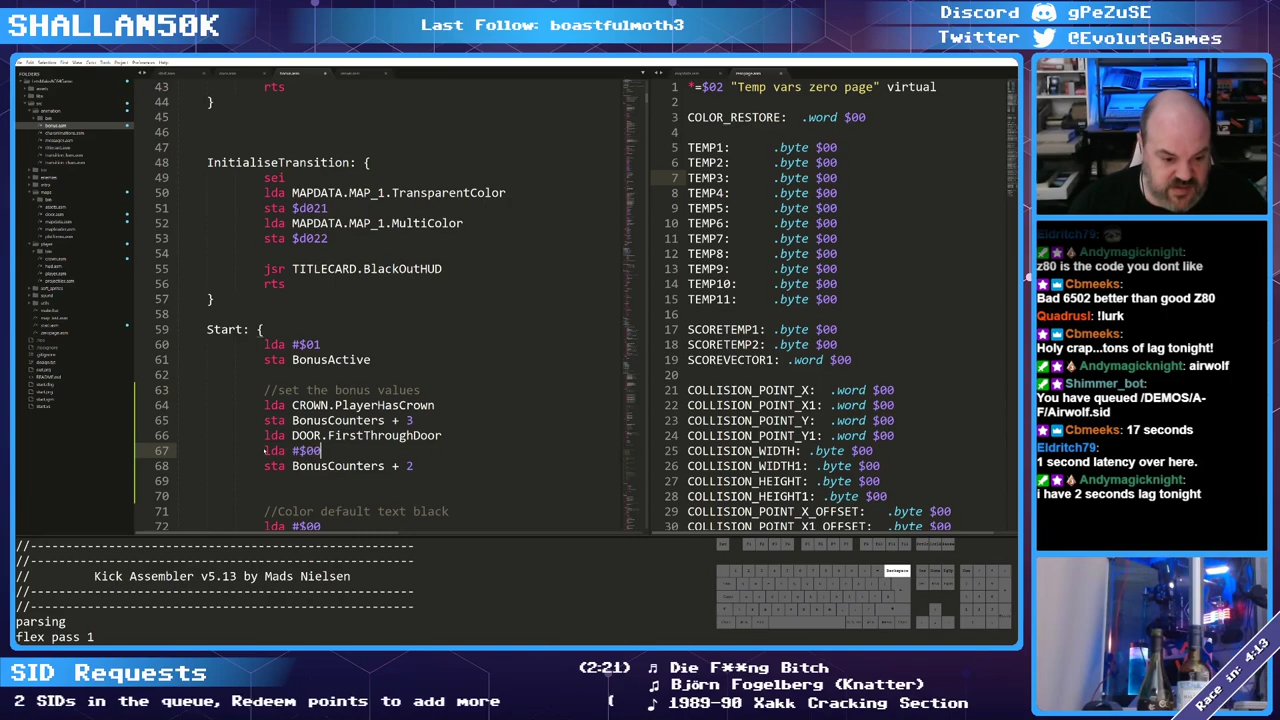 SHALLAN50K
Last Follow: boastfulmoth3
Discord gPeZuSE
Twitter @EvoluteGames
FOLDERS
43 rts
44 }
45
46
47
48 InitialiseTransition: {
49 sei
50 lda MAPDATA.MAP_1.TransparentColor
51 sta $d021
52 lda MAPDATA.MAP_1.MultiColor
53 sta $d022
54
55 jsr TITLECARD.BlackOutHUD
56 rts
57 }
58
59 Start: {
60 lda #$01
61 sta BonusActive
62
63 //set the bonus values
64 lda CROWN.PlayerHasCrown
65 sta BonusCounters + 3
66 lda DOOR.FirstThroughDoor
67 lda #$00
68 sta BonusCounters + 2
69
70
71 //Color default text black
72 lda #$00
1 *=$02 "Temp vars zero page" virtual
2
3 COLOR_RESTORE: .word $00
4
5 TEMP1: .byte $00
6 TEMP2: .byte $00
7 TEMP3: .byte $00
8 TEMP4: .byte $00
9 TEMP5: .byte $00
10 TEMP6: .byte $00
11 TEMP7: .byte $00
12 TEMP8: .byte $00
13 TEMP9: .byte $00
14 TEMP10: .byte $00
15 TEMP11: .byte $00
16
17 SCORETEMP1: .byte $00
18 SCORETEMP2: .byte $00
19 SCOREVECTOR1: .word $00
20
21 COLLISION_POINT_X: .word $00
22 COLLISION_POINT_X1: .word $00
23 COLLISION_POINT_Y: .word $00
24 COLLISION_POINT_Y1: .word $00
25 COLLISION_WIDTH: .byte $00
26 COLLISION_WIDTH1: .byte $00
27 COLLISION_HEIGHT: .byte $00
28 COLLISION_HEIGHT1: .byte $00
29 COLLISION_POINT_X_OFFSET: .byte $00
30 COLLISION_POINT_X1_OFFSET: .byte $00
//------------------------------------------------------
//------------------------------------------------------
// Kick Assembler v5.13 by Mads Nielsen
//------------------------------------------------------
//------------------------------------------------------
parsing
flex pass 1
Eldritch79:
Andymagicknight:
z80 is the code you dont like
Cbmeeks:
Bad 6502 better than good Z80
Quadrusl: !lurk
Cbmeeks:
Holy crap...tons of lag tonight!
Andymagicknight: airwolf
Shimmer_bot:
You have queued /DEMOS/A-
F/Airwolf.sid
Cbmeeks: 17 seconds
Eldritch79:
1 second latency over here.
Andymagicknight:
i have 2 seconds lag tonight
SID Requests
2 SIDs in the queue, Redeem points to add more
(2:21) Die F**ng Bitch
Björn Fogelberg (Knatter)
1989-90 Xakk Cracking Section
Race in: 4:13